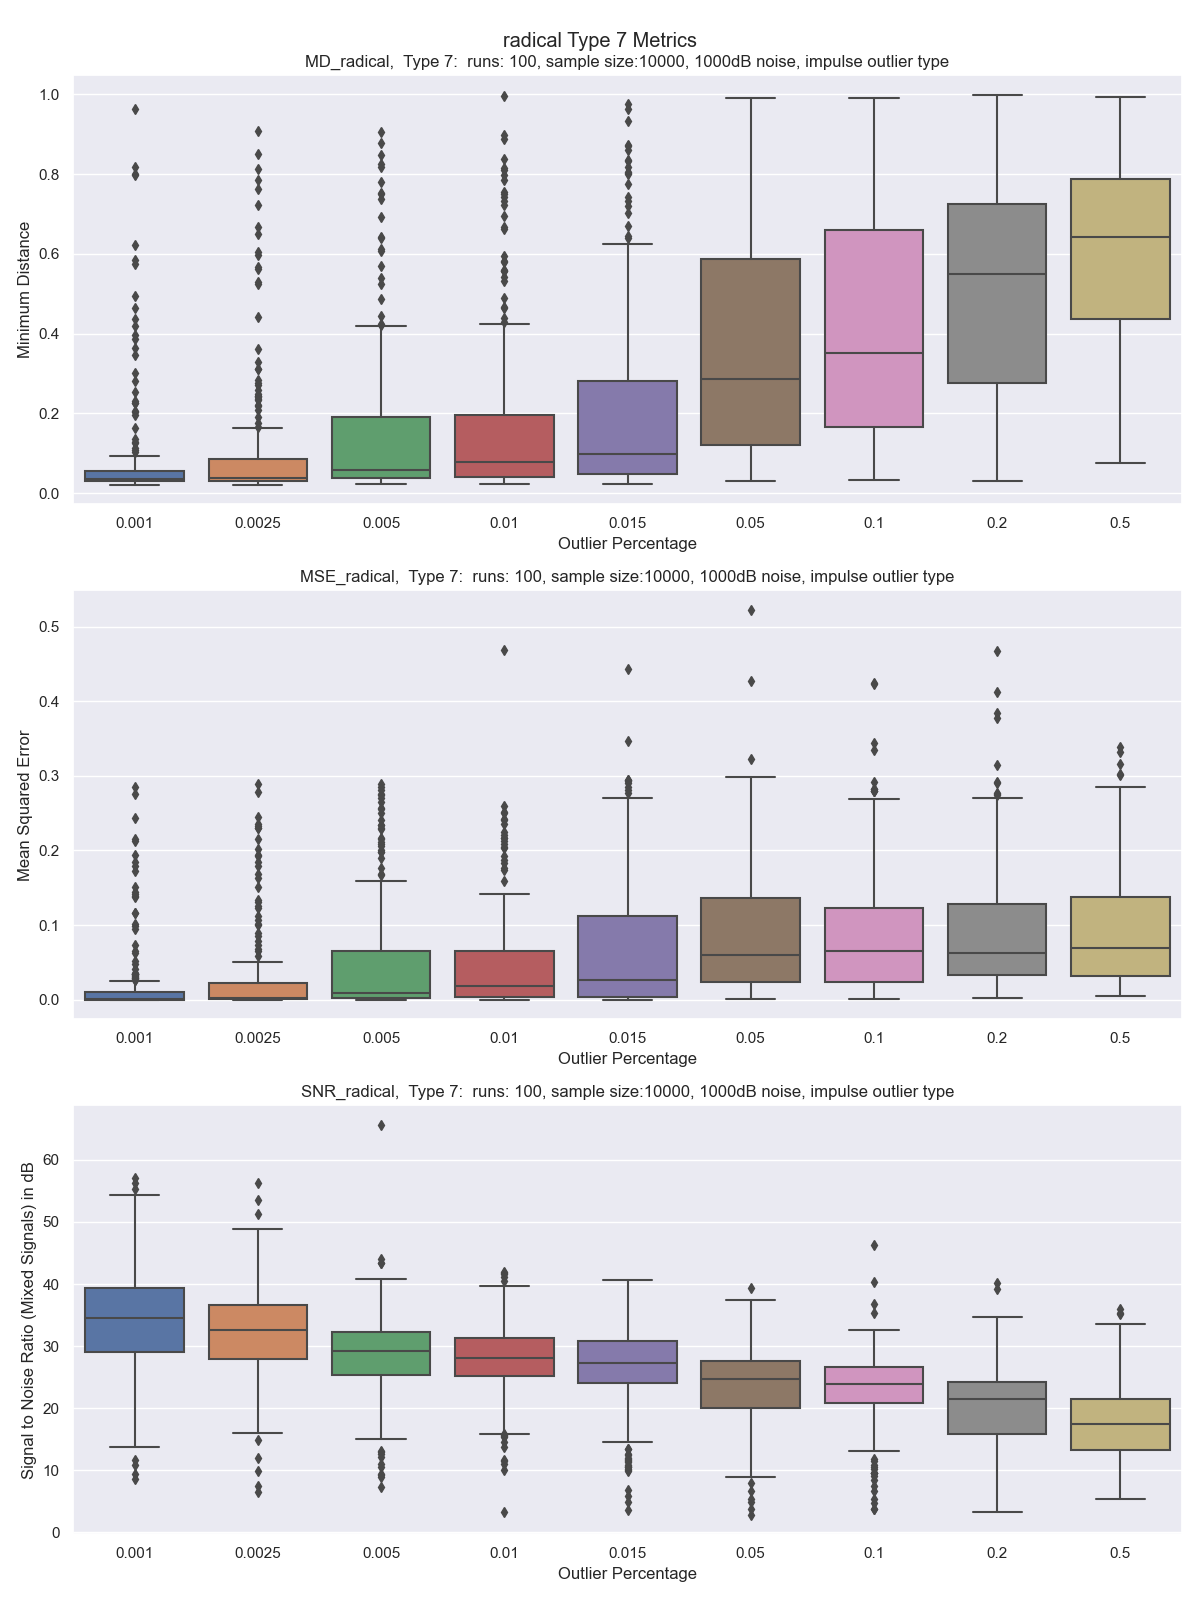 radical Type 7 Metrics
MD_radical,  Type 7:  runs: 100, sample size:10000, 1000dB noise, impulse outlier type
1.0
0.8
0.6
0.4
0.2
0.0
Minimum Distance
0.001 0.0025 0.005 0.01 0.015 0.05 0.1 0.2 0.5
Outlier Percentage
MSE_radical,  Type 7:  runs: 100, sample size:10000, 1000dB noise, impulse outlier type
0.5
0.4
0.3
0.2
0.1
0.0
Mean Squared Error
0.001 0.0025 0.005 0.01 0.015 0.05 0.1 0.2 0.5
Outlier Percentage
SNR_radical,  Type 7:  runs: 100, sample size:10000, 1000dB noise, impulse outlier type
60
50
40
30
20
10
0
Signal to Noise Ratio (Mixed Signals) in dB
0.001 0.0025 0.005 0.01 0.015 0.05 0.1 0.2 0.5
Outlier Percentage